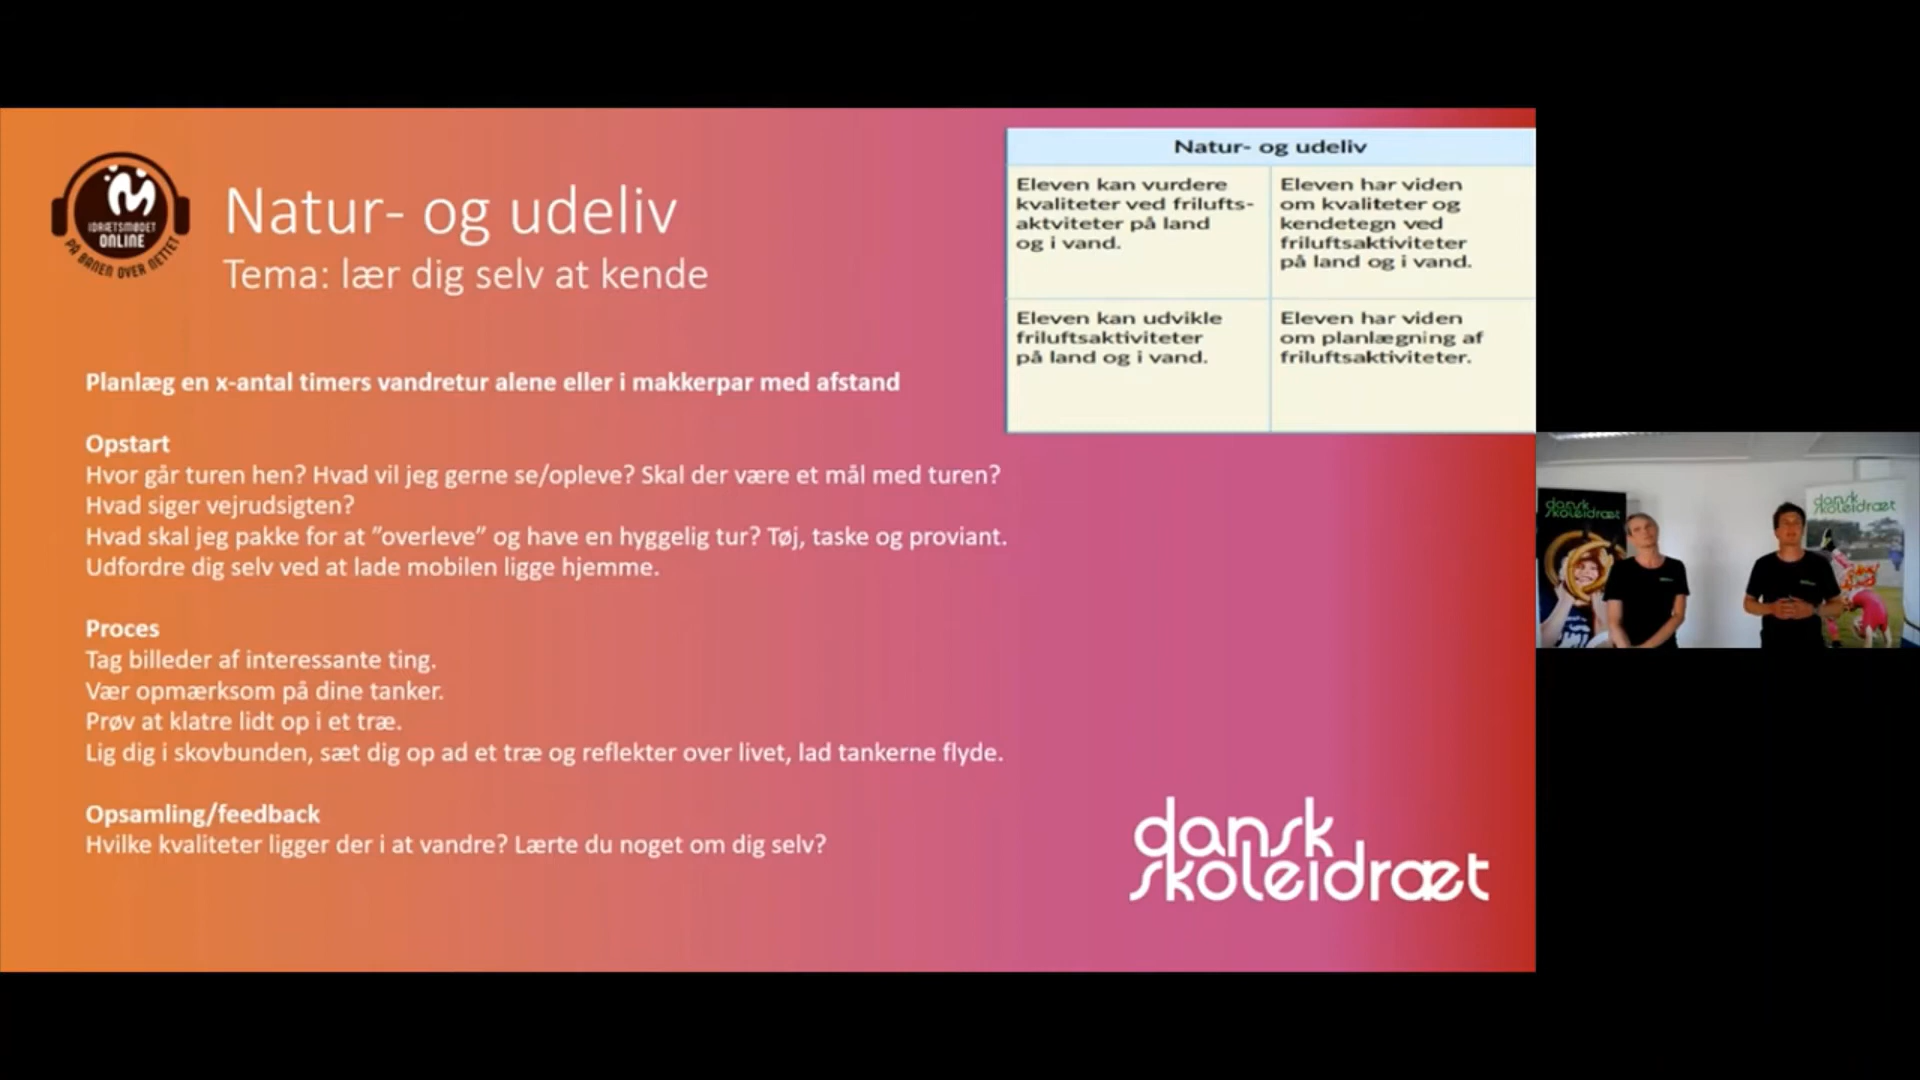 IDRÆTSMØDET
ONLINE
PÅ BANEN OVER NETTET
Natur- og udeliv
Tema: lær dig selv at kende
Natur- og udeliv
Eleven kan vurdere
kvaliteter ved frilufts-
aktviteter på land
og i vand.
Eleven har viden
om kvaliteter og
kendetegn ved
friluftsaktiviteter
på land og i vand.
Eleven kan udvikle
friluftsaktiviteter
på land og i vand.
Eleven har viden
om planlægning af
friluftsaktiviteter.
Planlæg en x-antal timers vandretur alene eller i makkerpar med afstand
Opstart
Hvor går turen hen? Hvad vil jeg gerne se/opleve? Skal der være et mål med turen?
Hvad siger vejrudsigten?
Hvad skal jeg pakke for at ”overleve” og have en hyggelig tur? Tøj, taske og proviant.
Udfordre dig selv ved at lade mobilen ligge hjemme.
Proces
Tag billeder af interessante ting.
Vær opmærksom på dine tanker.
Prøv at klatre lidt op i et træ.
Lig dig i skovbunden, sæt dig op ad et træ og reflekter over livet, lad tankerne flyde.
Opsamling/feedback
Hvilke kvaliteter ligger der i at vandre? Lærte du noget om dig selv?
dansk
skoleidræt
dansk
skoleidræt
dansk
skoleidræt